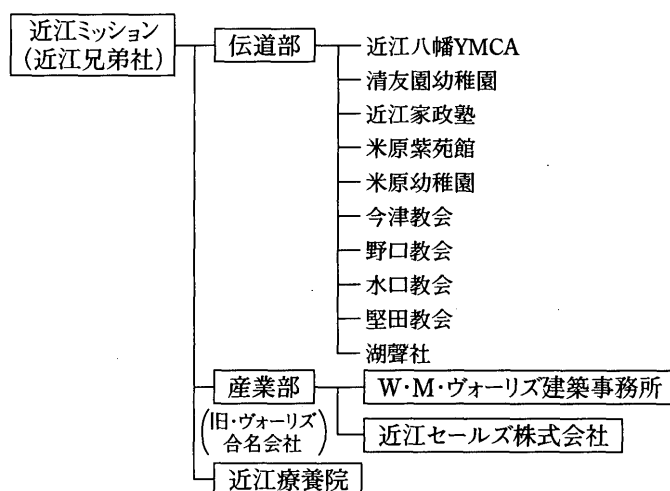 近江ミッション
(近江兄弟社)
伝道部
近江八幡YMCA
清友園幼稚園
近江家政塾
米原紫苑館
米原幼稚園
今津教会
野口教会
水口教会
堅田教会
湖聲社
産業部
(旧・ヴォーリズ
合名会社)
W・M・ヴォーリズ建築事務所
近江セールズ株式会社
近江療養院